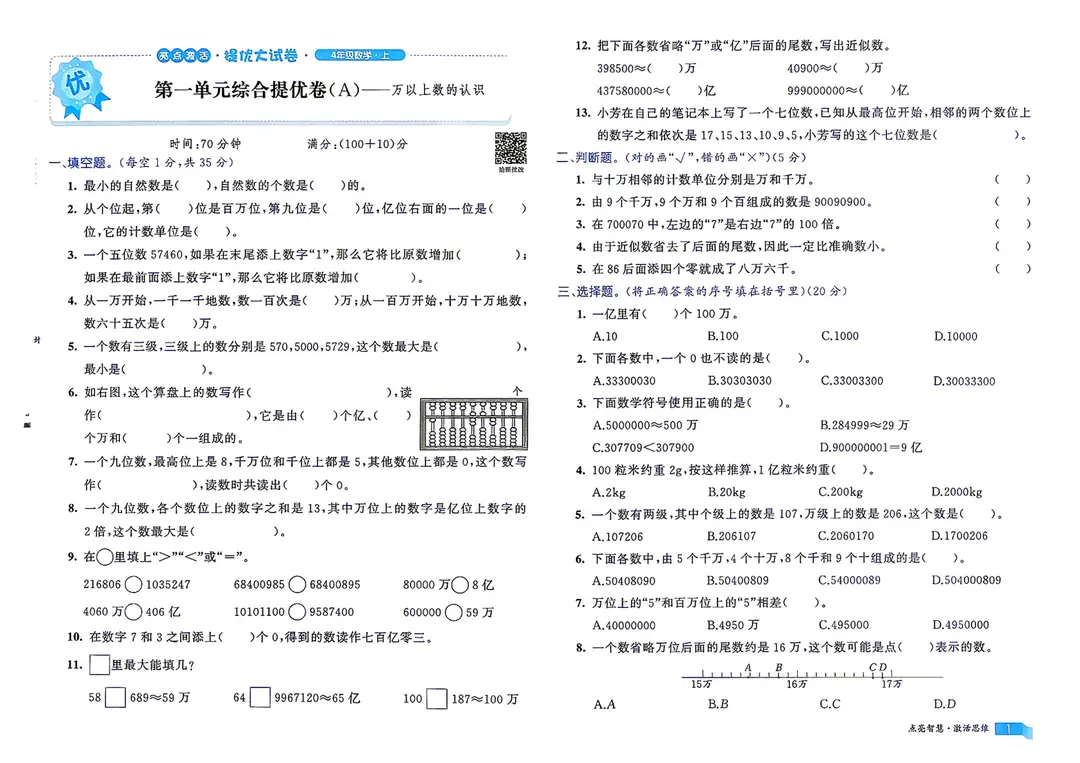 亮点激活·提优大试卷·4年级数学·上
优
第一单元综合提优卷(A)——万以上数的认识
时间:70分钟 满分:(100+10)分
拍照批改
一、填空题。(每空1分,共35分)
1. 最小的自然数是( ),自然数的个数是( )的。
2. 从个位起,第( )位是百万位,第九位是( )位,亿位右面的一位是( )
位,它的计数单位是( )。
3. 一个五位数57460,如果在末尾添上数字“1”,那么它将比原数增加( );
如果在最前面添上数字“1”,那么它将比原数增加( )。
4. 从一万开始,一千一千地数,数一百次是( )万;从一百万开始,十万十万地数,
数六十五次是( )万。
5. 一个数有三级,三级上的数分别是570,5000,5729,这个数最大是( ),
最小是( )。
6. 如右图,这个算盘上的数写作( ),读
作( ),它是由( )个亿、( )
个
个万和( )个一组成的。
7. 一个九位数,最高位上是8,千万位和千位上都是5,其他数位上都是0,这个数写
作( ),读数时共读出( )个0。
8. 一个九位数,各个数位上的数字之和是13,其中万位上的数字是亿位上数字的
2倍,这个数最大是( )。
9. 在○里填上“>”“<”或“=”。
216806○1035247 68400985○68400895 80000万○8亿
4060万○406亿 10101100○9587400 600000○59万
10. 在数字7和3之间添上( )个0,得到的数读作七百亿零三。
11. □里最大能填几?
58□689≈59万 64□9967120≈65亿 100□187≈100万
12. 把下面各数省略“万”或“亿”后面的尾数,写出近似数。
398500≈( )万 40900≈( )万
437580000≈( )亿 999000000≈( )亿
13. 小芳在自己的笔记本上写了一个七位数,已知从最高位开始,相邻的两个数位上
的数字之和依次是17、15、13、10、9、5,小芳写的这个七位数是( )。
二、判断题。(对的画“√”,错的画“×”)(5分)
1. 与十万相邻的计数单位分别是万和千万。 ( )
2. 由9个千万,9个万和9个百组成的数是90090900。 ( )
3. 在700070中,左边的“7”是右边“7”的100倍。 ( )
4. 由于近似数省去了后面的尾数,因此一定比准确数小。 ( )
5. 在86后面添四个零就成了八万六千。 ( )
三、选择题。(将正确答案的序号填在括号里)(20分)
1. 一亿里有( )个100万。
A.10 B.100 C.1000 D.10000
2. 下面各数中,一个0也不读的是( )。
A.33300030 B.30303030 C.33003300 D.30033300
3. 下面数学符号使用正确的是( )。
A.5000000≈500万 B.284999≈29万
C.307709<307900 D.900000001=9亿
4. 100粒米约重2g,按这样推算,1亿粒米约重( )。
A.2kg B.20kg C.200kg D.2000kg
5. 一个数有两级,其中个级上的数是107,万级上的数是206,这个数是( )。
A.107206 B.206107 C.2060170 D.1700206
6. 下面各数中,由5个千万,4个十万,8个千和9个十组成的是( )。
A.50408090 B.50400809 C.54000089 D.504000809
7. 万位上的“5”和百万位上的“5”相差( )。
A.40000000 B.4950万 C.495000 D.4950000
8. 一个数省略万位后面的尾数约是16万,这个数可能是点( )表示的数。
A B C D
15万 16万 17万
A.A B.B C.C D.D
点亮智慧·激活思维 1
封